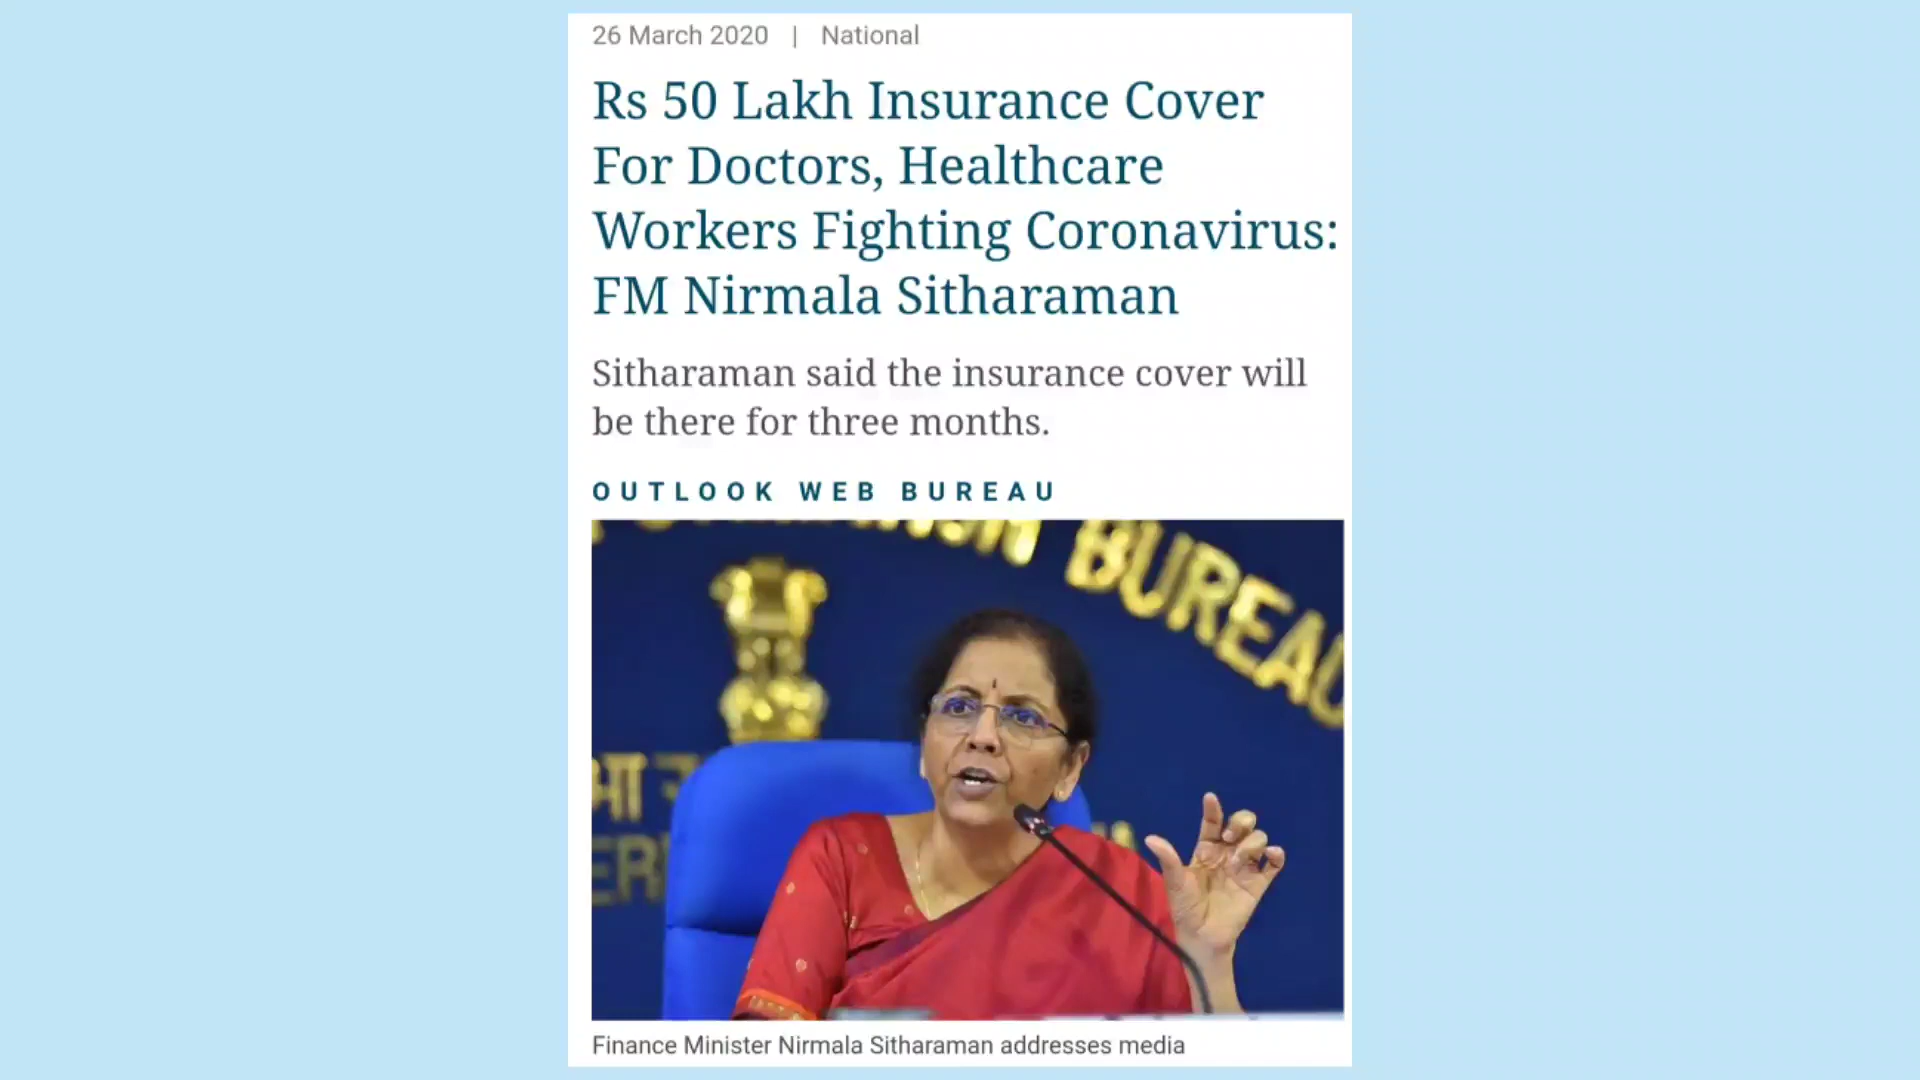 26 March 2020 | National
Rs 50 Lakh Insurance Cover
For Doctors, Healthcare
Workers Fighting Coronavirus:
FM Nirmala Sitharaman
Sitharaman said the insurance cover will
be there for three months.
OUTLOOK WEB BUREAU
BUREAU
Finance Minister Nirmala Sitharaman addresses media